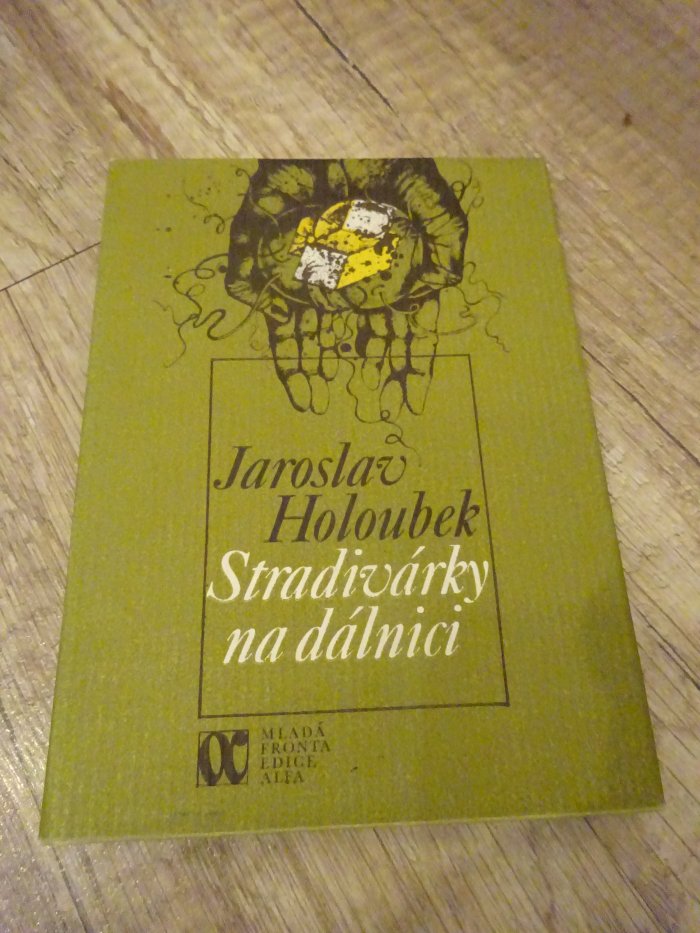 Jaroslav
Holoubek
Stradivárky
na dálnici
MLADÁ
FRONTA
EDICE
ALFA